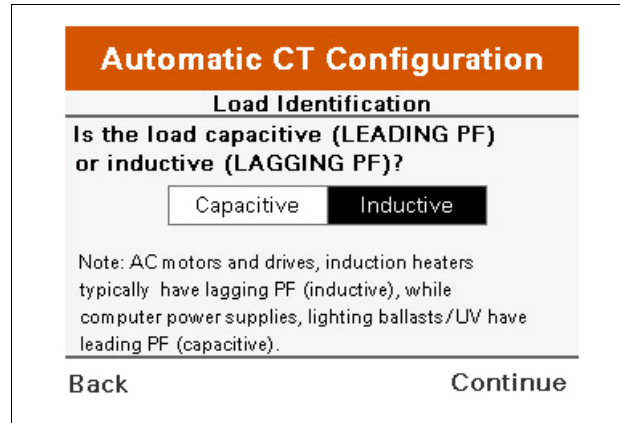 Automatic CT Configuration
Load Identification
Is the load capacitive (LEADING PF)
or inductive (LAGGING PF)?
Capacitive Inductive
Note: AC motors and drives, induction heaters
typically have lagging PF (inductive), while
computer power supplies, lighting ballasts/UV have
leading PF (capacitive).
Back Continue